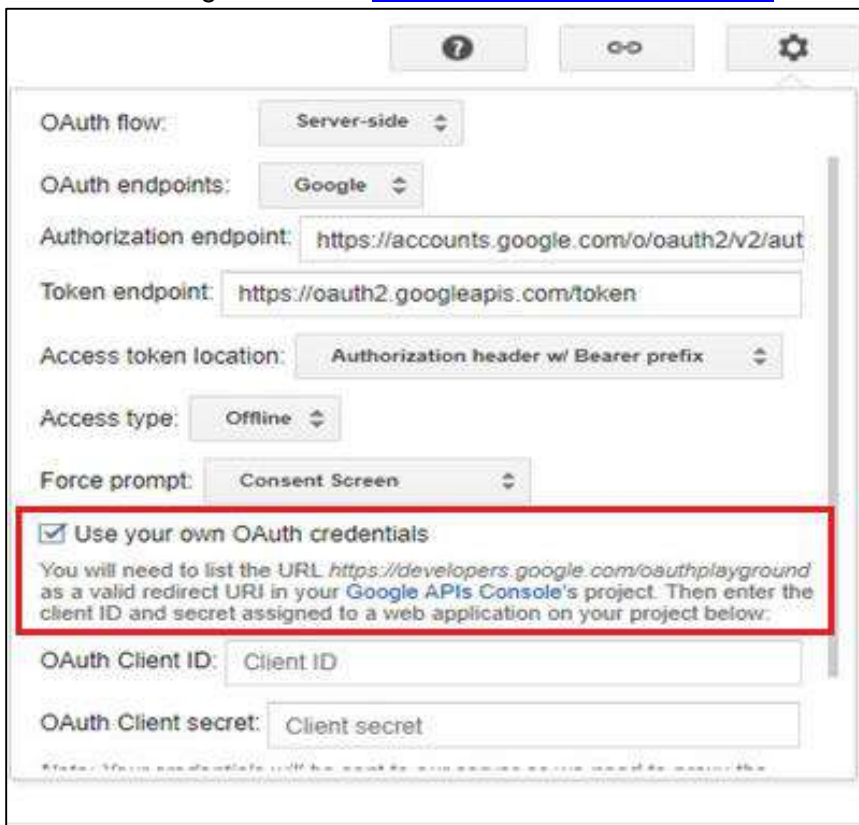 OAuth flow: Server-side
OAuth endpoints: Google
Authorization endpoint: https://accounts.google.com/o/oauth2/v2/aut
Token endpoint: https://oauth2.googleapis.com/token
Access token location: Authorization header w/ Bearer prefix
Access type: Offline
Force prompt: Consent Screen
Use your own OAuth credentials
You will need to list the URL https://developers.google.com/oauthplayground
as a valid redirect URI in your Google APIs Console's project. Then enter the
client ID and secret assigned to a web application on your project below:
OAuth Client ID: Client ID
OAuth Client secret: Client secret